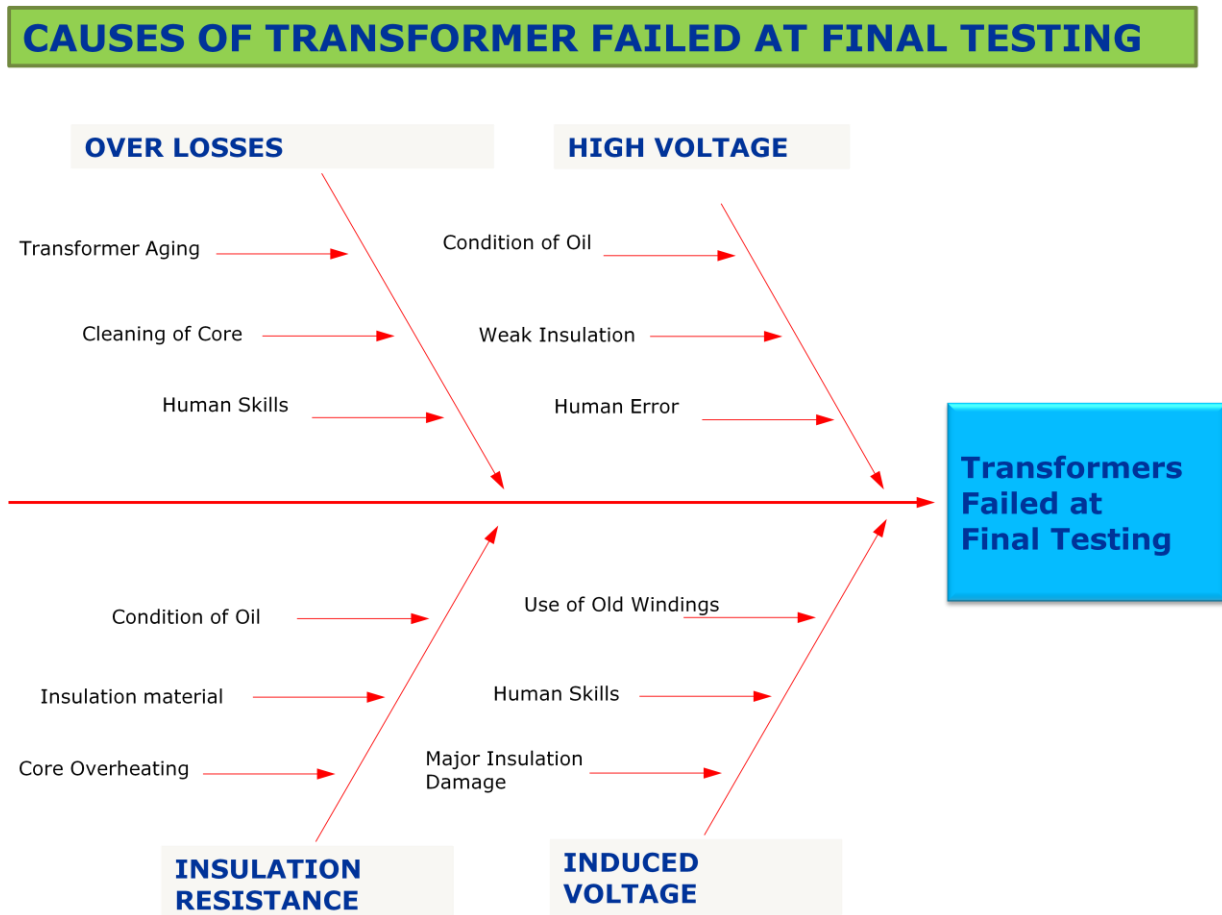 CAUSES OF TRANSFORMER FAILED AT FINAL TESTING
OVER LOSSES
HIGH VOLTAGE
Transformer Aging
Condition of Oil
Cleaning of Core
Weak Insulation
Human Skills
Human Error
Transformers
Failed at
Final Testing
Condition of Oil
Use of Old Windings
Insulation material
Human Skills
Core Overheating
Major Insulation
Damage
INSULATION
RESISTANCE
INDUCED
VOLTAGE